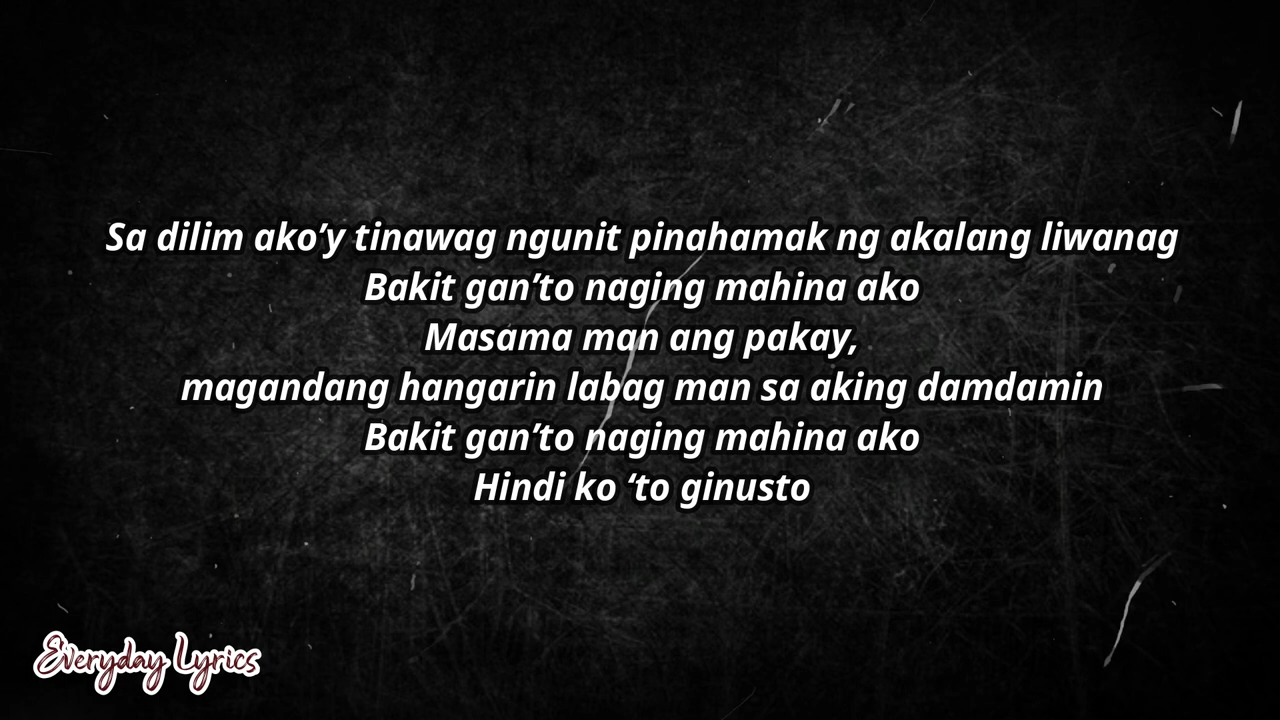 Sa dilim ako’y tinawag ngunit pinahamak ng akalang liwanag
Bakit gan’to naging mahina ako
Masama man ang pakay,
magandang hangarin labag man sa aking damdamin
Bakit gan’to naging mahina ako
Hindi ko ‘to ginusto
Everyday Lyrics